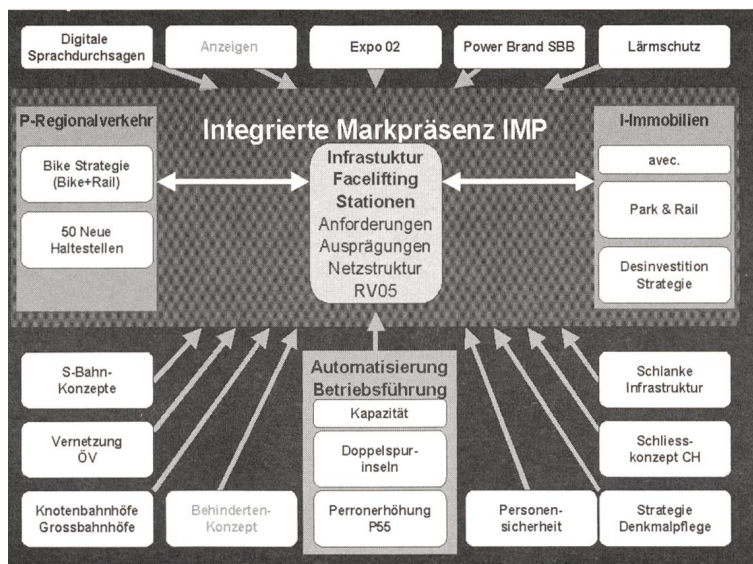 Digitale
Sprachdurchsagen
Anzeigen
Expo 02
Power Brand SBB
Lärmschutz
P-Regionalverkehr
Integrierte Markpräsenz IMP
I-Immobilien
Bike Strategie
(Bike+Rail)
50 Neue
Haltestellen
Infrastuktur
Facelifting
Stationen
Anforderungen
Ausprägungen
Netzstruktur
RV05
avec.
Park & Rail
Desinvestition
Strategie
S-Bahn-
Konzepte
Vernetzung
ÖV
Knotenbahnhöfe
Grossbahnhöfe
Behinderten-
Konzept
Automatisierung
Betriebsführung
Kapazität
Doppelspur-
inseln
Perronerhöhung
P55
Personen-
sicherheit
Schlanke
Infrastruktur
Schliess-
konzept CH
Strategie
Denkmalpflege